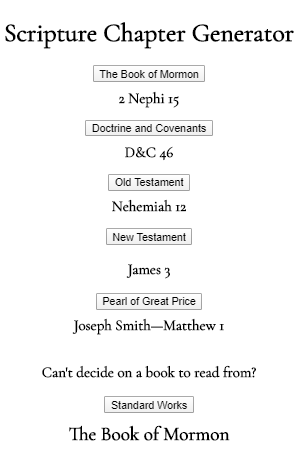 Scripture Chapter Generator
The Book of Mormon
2 Nephi 15
Doctrine and Covenants
D&C 46
Old Testament
Nehemiah 12
New Testament
James 3
Pearl of Great Price
Joseph Smith—Matthew 1
Can't decide on a book to read from?
Standard Works
The Book of Mormon